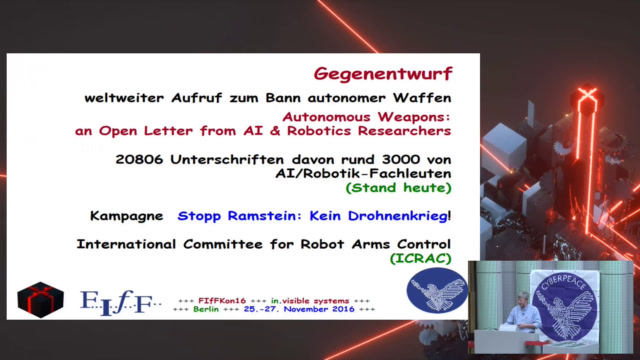 Gegenentwurf
weltweiter Aufruf zum Bann autonomer Waffen
Autonomous Weapons:
an Open Letter from AI & Robotics Researchers
20806 Unterschriften davon rund 3000 von
AI/Robotik-Fachleuten
(Stand heute)
Kampagne Stopp Ramstein: Kein Drohnenkrieg!
International Committee for Robot Arms Control
(ICRAC)
F..I..f..F..
+++ FIfFKon16 +++ in.visible systems +++
+++ Berlin +++ 25.-27. November 2016 +++
CYBERPEACE